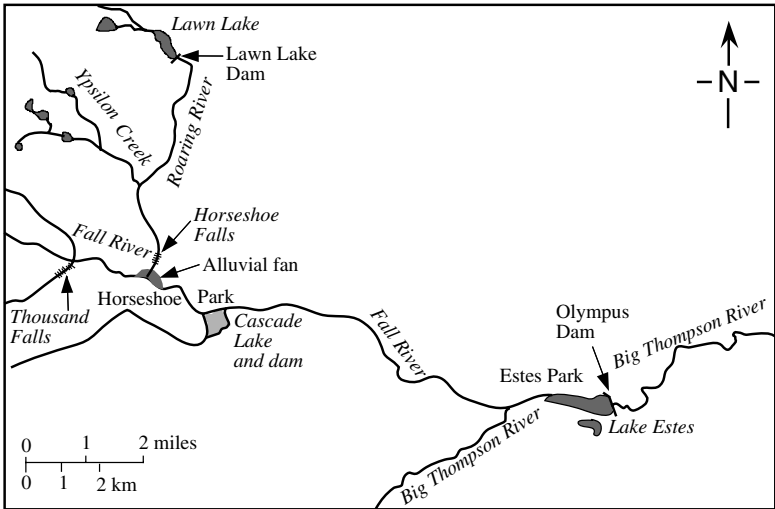 Lawn Lake
Lawn Lake
Dam
N
Ypsilon Creek
Roaring River
Horseshoe
Falls
Fall River
Alluvial fan
Horseshoe Park
Thousand
Falls
Cascade
Lake
and dam
Fall River
Olympus
Dam
Big Thompson River
Estes Park
Lake Estes
Big Thompson River
0 1 2 miles
0 1 2 km